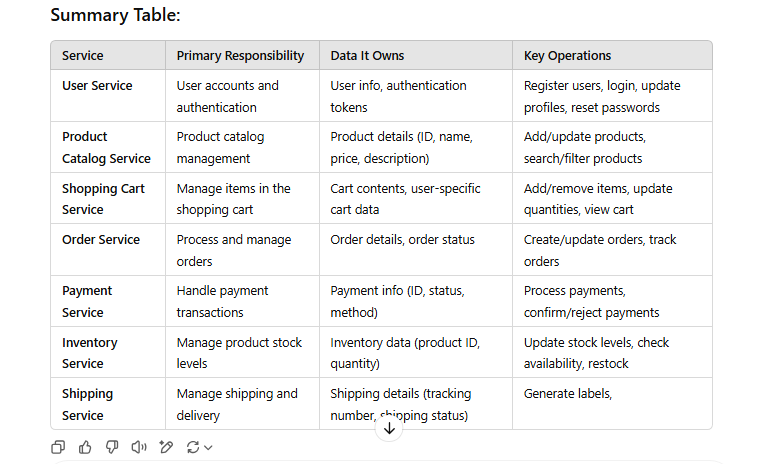 Summary Table:
Service Primary Responsibility Data It Owns Key Operations
User Service User accounts and User info, authentication Register users, login, update
authentication tokens profiles, reset passwords
Product Product catalog Product details (ID, name, Add/update products,
Catalog Service management price, description) search/filter products
Shopping Cart Manage items in the Cart contents, user-specific Add/remove items, update
Service shopping cart cart data quantities, view cart
Order Service Process and manage Order details, order status Create/update orders, track
orders orders
Payment Handle payment Payment info (ID, status, Process payments,
Service transactions method) confirm/reject payments
Inventory Manage product stock Inventory data (product ID, Update stock levels, check
Service levels quantity) availability, restock
Shipping Manage shipping and Shipping details (tracking Generate labels,
Service delivery number, shipping status)